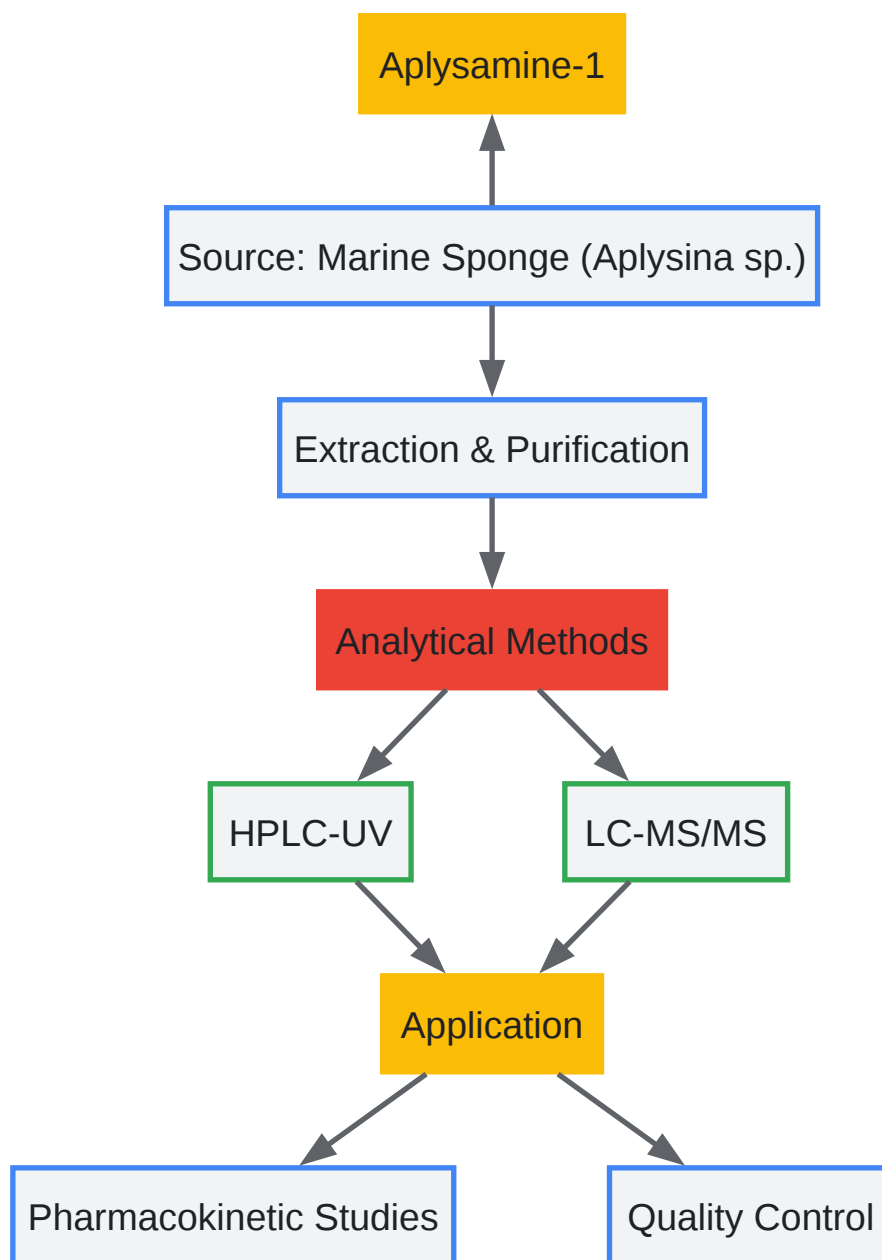 Aplysamine-1
Source: Marine Sponge (Aplysina sp.)
Extraction & Purification
Analytical Methods
HPLC-UV
LC-MS/MS
Application
Pharmacokinetic Studies
Quality Control